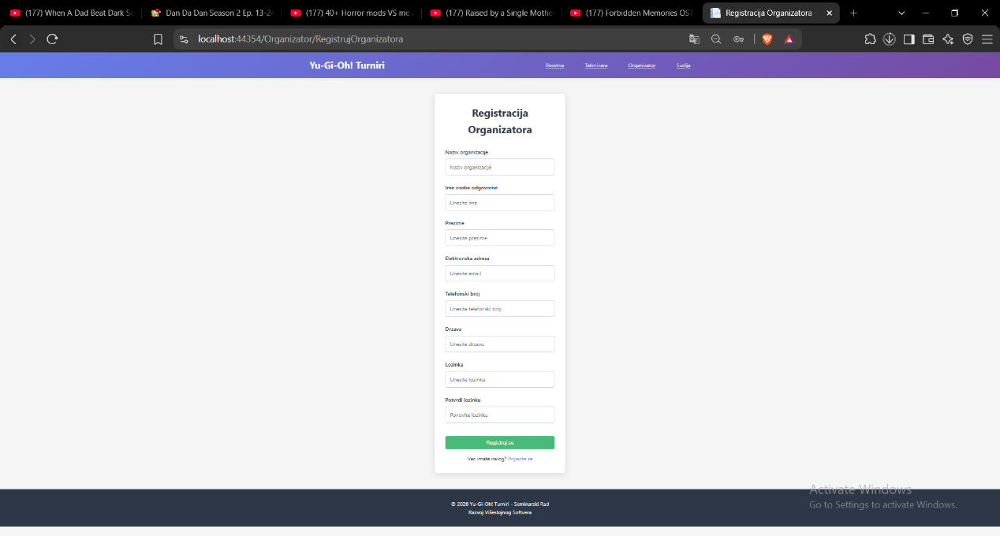 (177) When A Dad Beat Dark So
Dan Da Dan Season 2 Ep. 13-24
(177) 40+ Horror mods VS me a
(177) Raised by a Single Mothe
(177) Forbidden Memories OST
Registracija Organizatora -
localhost:44354/Organizator/RegistrujOrganizatora
Yu-Gi-Oh! Turniri
Pocetna
Takmicara
Organizator
Sudija
Registracija
Organizatora
Naziv organizacije
Naziv organizacije
Ime osobe odgovorne
Unesite ime
Prezime
Unesite prezime
Elektronska adresa
Unesite email
Telefonski broj
Unesite telefonski broj
Drzava
Unesite drzavu
Lozinka
Unesite lozinku
Potvrdi lozinku
Ponovite lozinku
Registruj se
Vec imate nalog? Prijavite se
© 2026 Yu-Gi-Oh! Turniri - Seminarski Rad
Razvoj Višeslojnog Softvera
Activate Windows
Go to Settings to activate Windows.